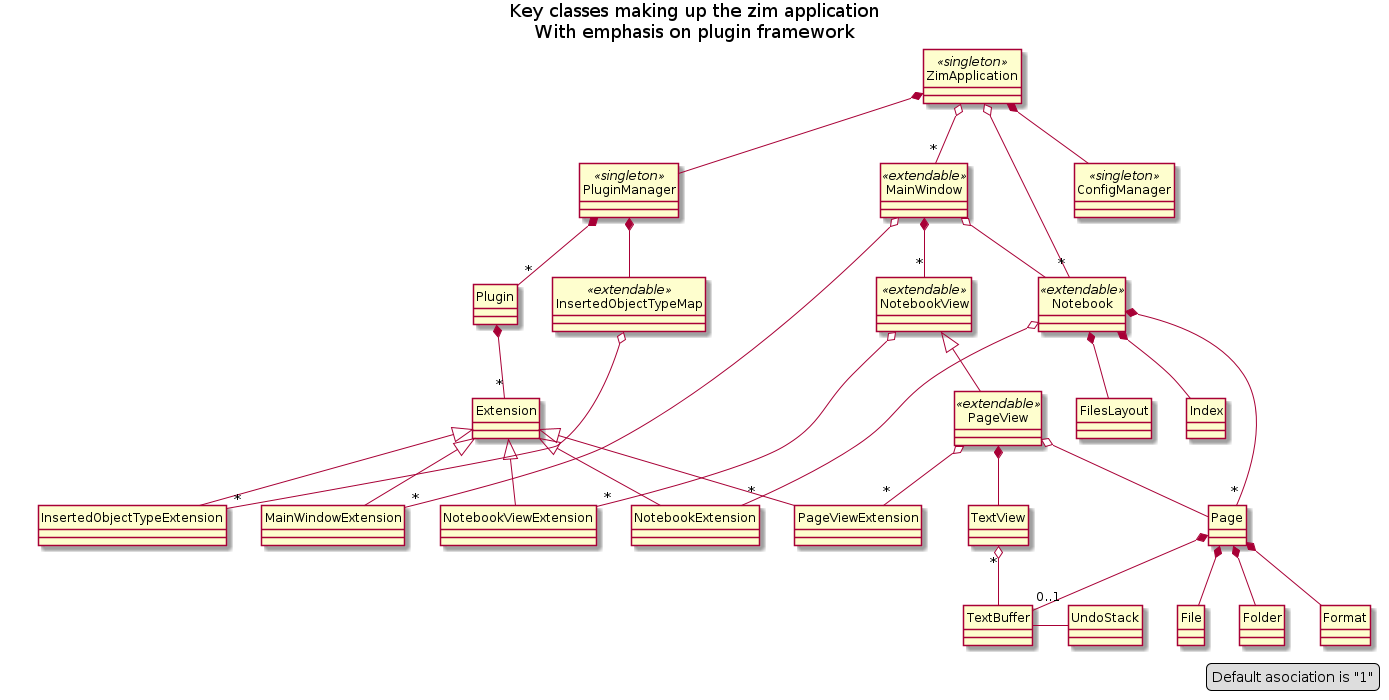 Key classes making up the zim application
With emphasis on plugin framework
«singleton»
ZimApplication
*
«singleton»
PluginManager
«extendable»
MainWindow
«singleton»
ConfigManager
*
*
*
Plugin
«extendable»
InsertedObjectTypeMap
«extendable»
NotebookView
«extendable»
Notebook
*
Extension
«extendable»
PageView
FilesLayout
Index
*
*
*
*
*
*
InsertedObjectTypeExtension
MainWindowExtension
NotebookViewExtension
NotebookExtension
PageViewExtension
TextView
Page
*
0..1
TextBuffer
UndoStack
File
Folder
Format
Default asociation is "1"